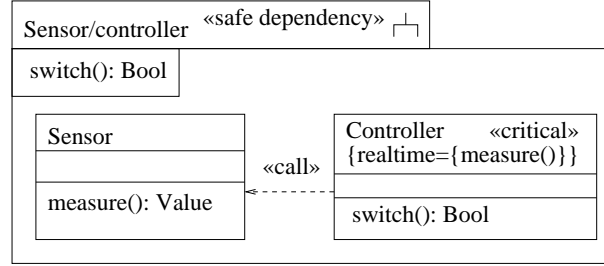 Sensor/controller «safe dependency»
switch(): Bool
Sensor
measure(): Value
«call»
Controller «critical»
{realtime={measure()}}
switch(): Bool